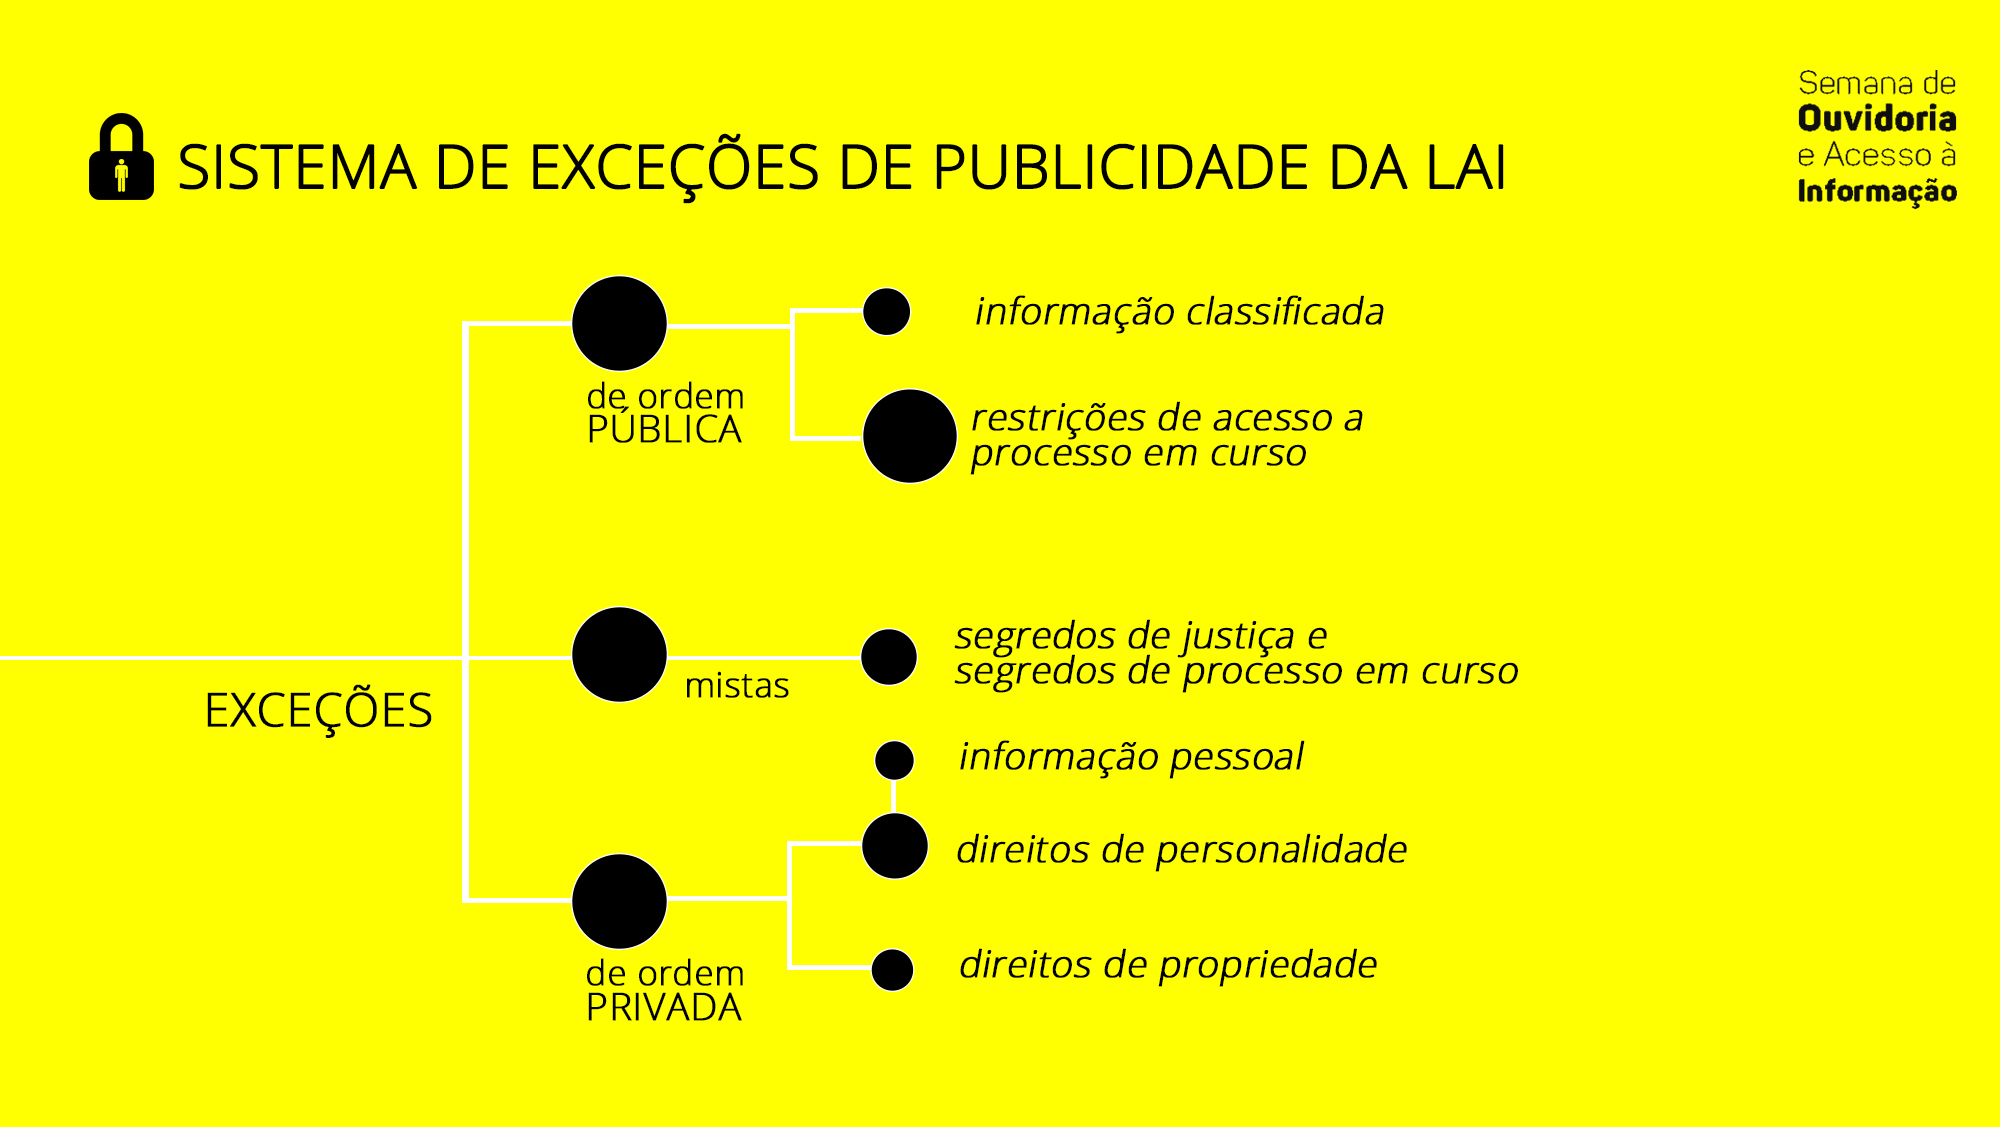 SISTEMA DE EXCEÇÕES DE PUBLICIDADE DA LAI
Semana de
Ouvidoria
e Acesso à
Informação
EXCEÇÕES
de ordem
PÚBLICA
informação classificada
restrições de acesso a
processo em curso
mistas
segredos de justiça e
segredos de processo em curso
de ordem
PRIVADA
informação pessoal
direitos de personalidade
direitos de propriedade